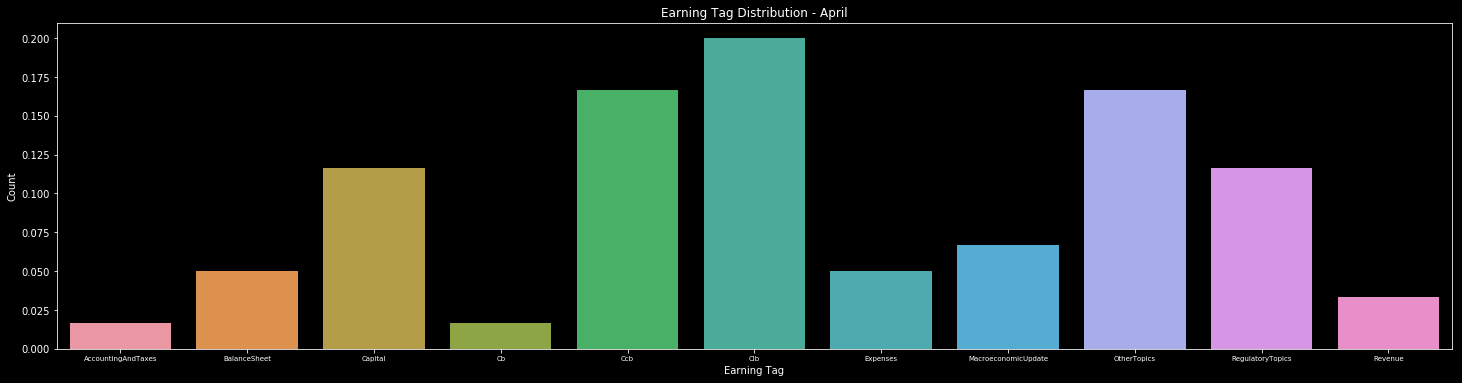 Earning Tag Distribution - April
Count
0.200
0.175
0.150
0.125
0.100
0.075
0.050
0.025
0.000
AccountingAndTaxes BalanceSheet Capital Cb Ccb Cib Expenses MacroeconomicUpdate OtherTopics RegulatoryTopics Revenue
Earning Tag